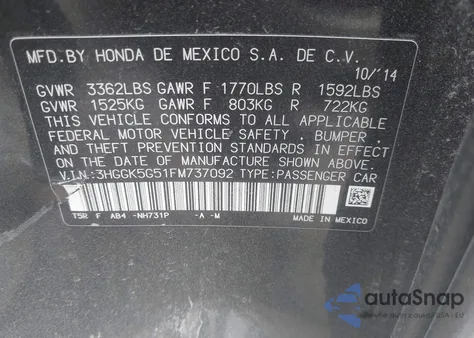 MFD.BY HONDA DE MEXICO S.A. DE C.V.
10/'14
GVWR 3362LBS GAWR F 1770LBS R 1592LBS
GVWR 1525KG GAWR F 803KG R 722KG
THIS VEHICLE CONFORMS TO ALL APPLICABLE
FEDERAL MOTOR VEHICLE SAFETY . BUMPER .
AND THEFT PREVENTION STANDARDS IN EFFECT
ON THE DATE OF MANUFACTURE SHOWN ABOVE.
V.I.N.:3HGGK5G51FM737092 TYPE:PASSENGER CAR
T5R F AB4 -NH731P -A -M MADE IN MEXICO
autoSnap